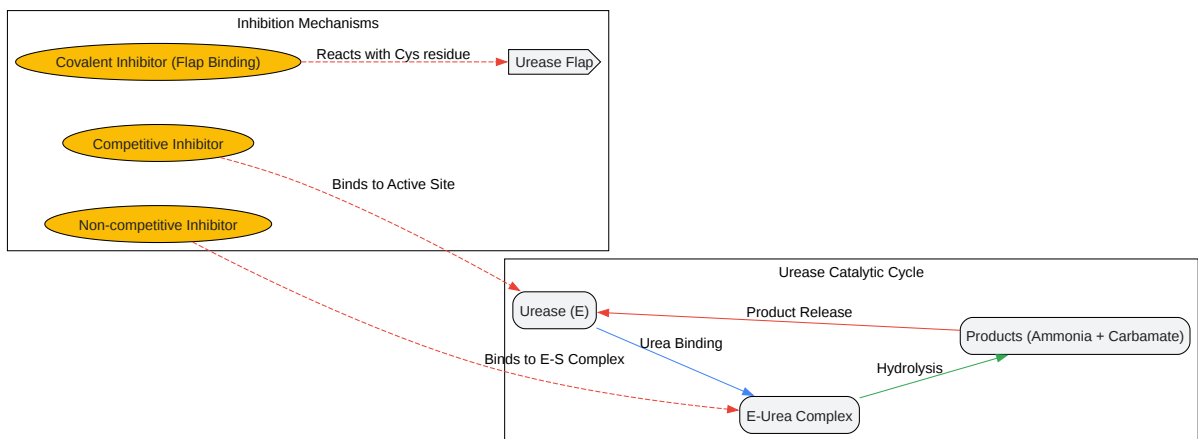 Inhibition Mechanisms
Covalent Inhibitor (Flap Binding)
Reacts with Cys residue
Urease Flap
Competitive Inhibitor
Binds to Active Site
Non-competitive Inhibitor
Urease Catalytic Cycle
Urease (E)
Product Release
Products (Ammonia + Carbamate)
Urea Binding
Binds to E-S Complex
Hydrolysis
E-Urea Complex